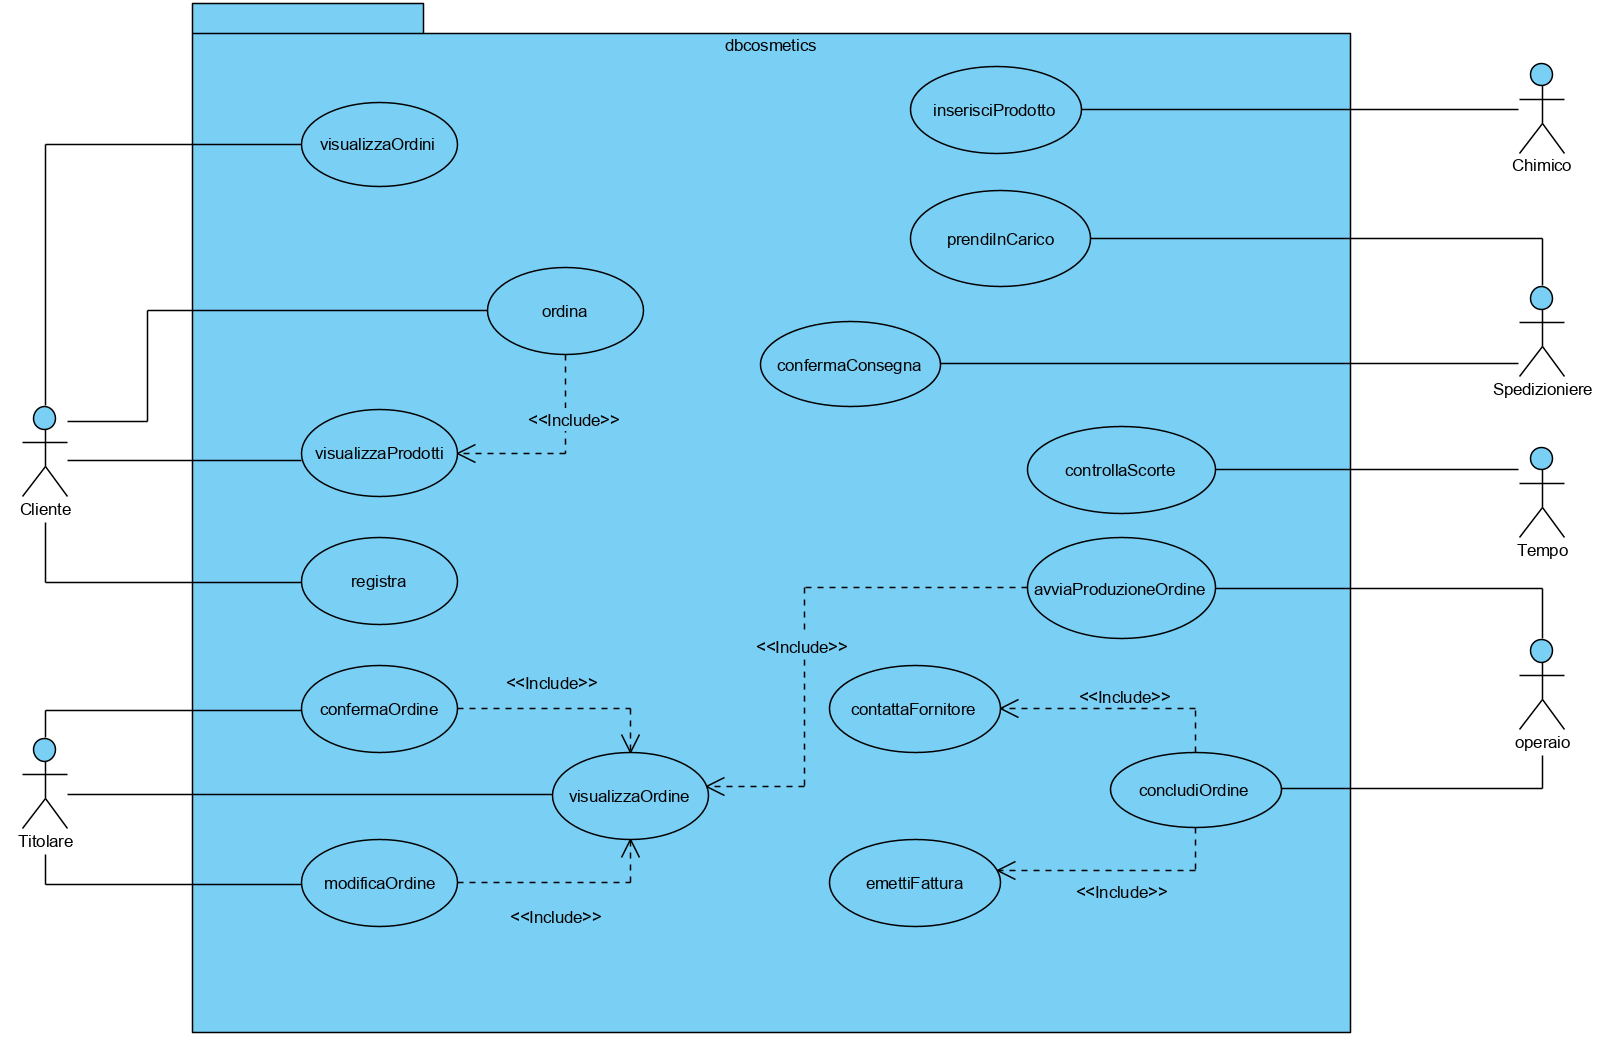 dbcosmetics
inserisciProdotto
visualizzaOrdini
Chimico
prendiInCarico
ordina
confermaConsegna
Spedizioniere
<<Include>>
visualizzaProdotti
controllaScorte
Cliente
Tempo
registra
avviaProduzioneOrdine
<<Include>>
<<Include>>
<<Include>>
confermaOrdine
contattaFornitore
operaio
visualizzaOrdine
concludiOrdine
Titolare
modificaOrdine
emettiFattura
<<Include>>
<<Include>>